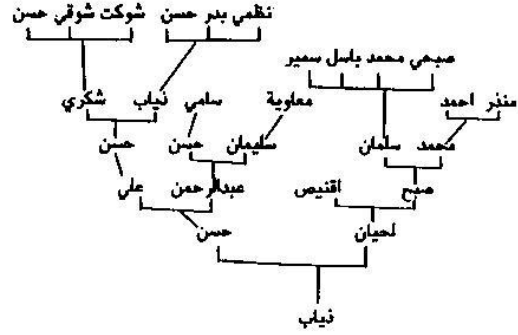 نظمي بدر حسن شوكت شوقي حسن
صبحي محمد باسل سمير
منذر احمد معاوية سامي ذياب شكري
محمد سلمان سليمان حسن حسن
صبح اقنيص عبدالرحمن علي
لحيان حسن
ذياب